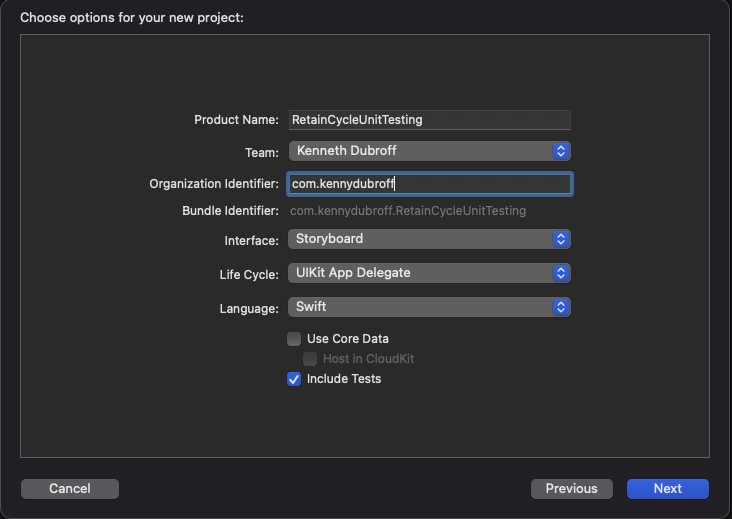 Choose options for your new project:
Product Name: RetainCycleUnitTesting
Team: Kenneth Dubroff
Organization Identifier: com.kennydubroff
Bundle Identifier: com.kennydubroff.RetainCycleUnitTesting
Interface: Storyboard
Life Cycle: UIKit App Delegate
Language: Swift
Use Core Data
Host in CloudKit
Include Tests
Cancel Previous Next